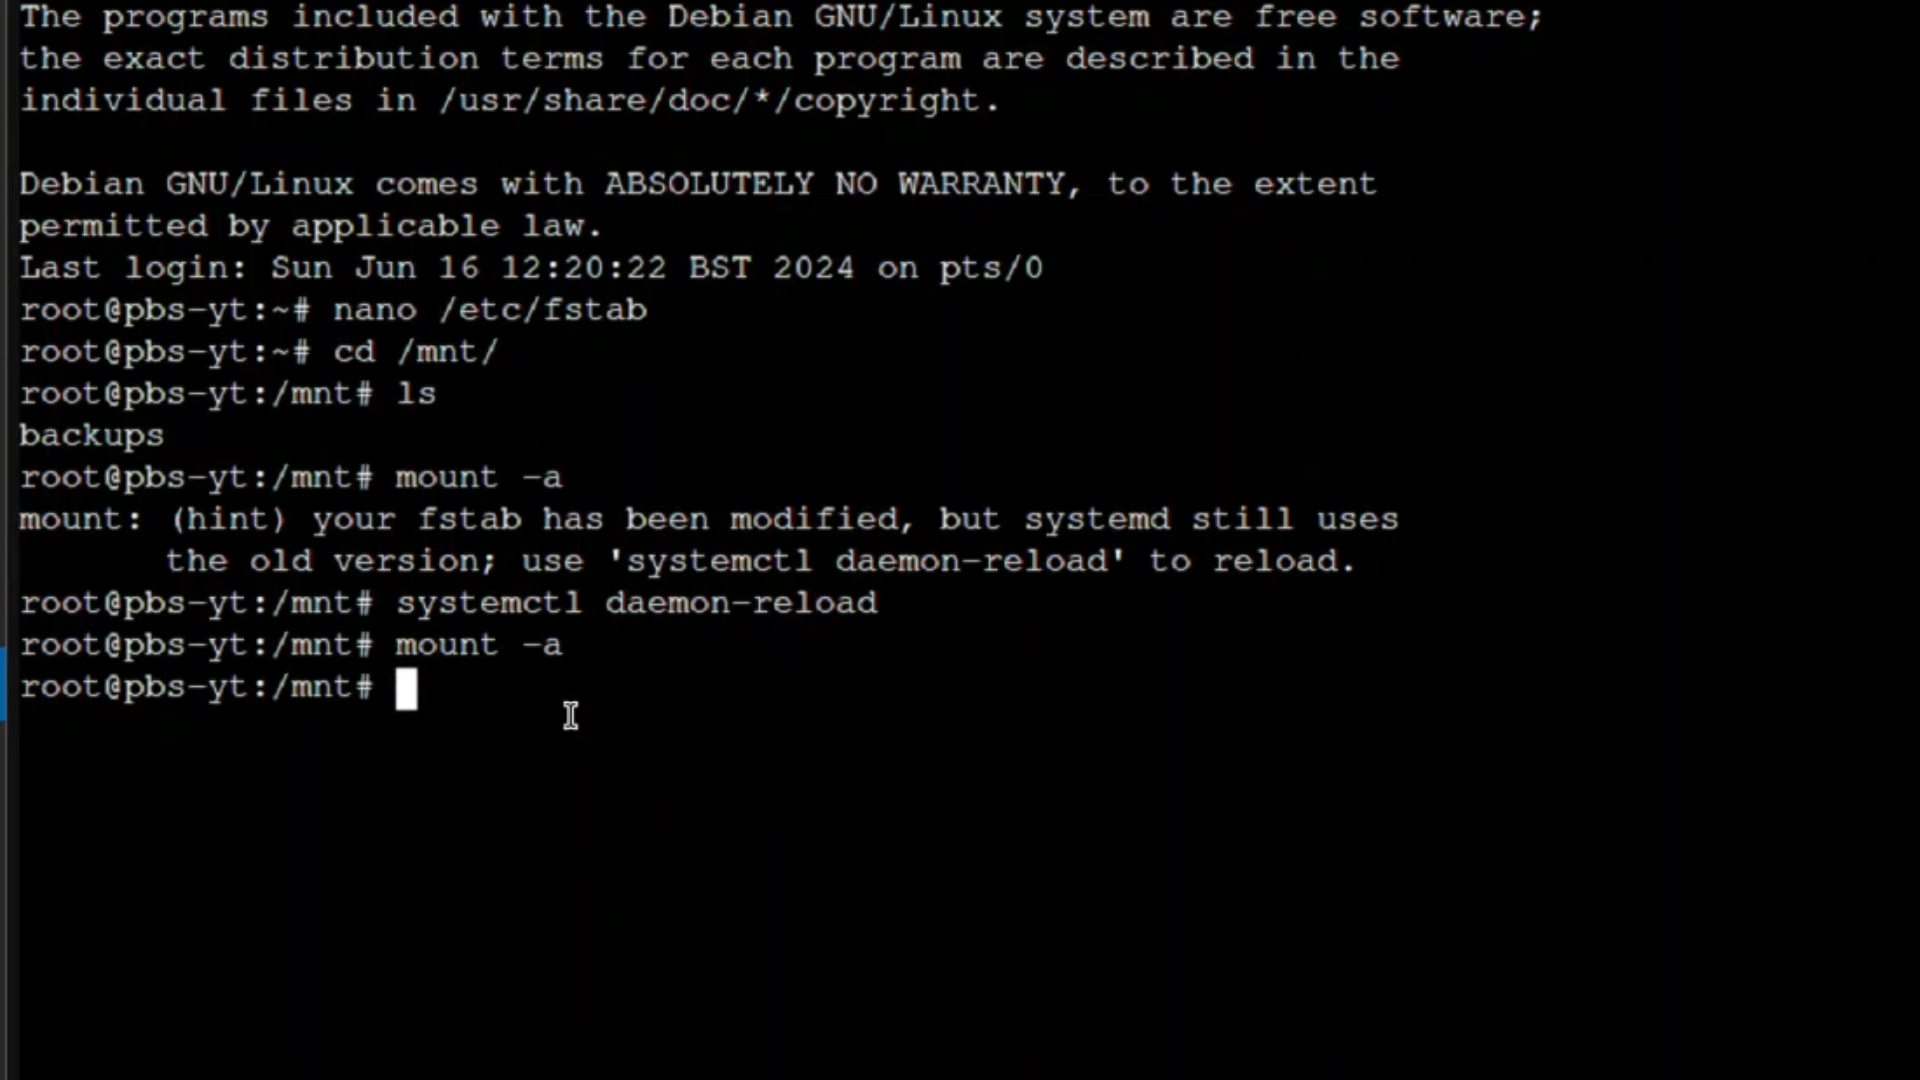 The programs included with the Debian GNU/Linux system are free software;
the exact distribution terms for each program are described in the
individual files in /usr/share/doc/*/copyright.
Debian GNU/Linux comes with ABSOLUTELY NO WARRANTY, to the extent
permitted by applicable law.
Last login: Sun Jun 16 12:20:22 BST 2024 on pts/0
root@pbs-yt:~# nano /etc/fstab
root@pbs-yt:~# cd /mnt/
root@pbs-yt:/mnt# ls
backups
root@pbs-yt:/mnt# mount -a
mount: (hint) your fstab has been modified, but systemd still uses
       the old version; use 'systemctl daemon-reload' to reload.
root@pbs-yt:/mnt# systemctl daemon-reload
root@pbs-yt:/mnt# mount -a
root@pbs-yt:/mnt#